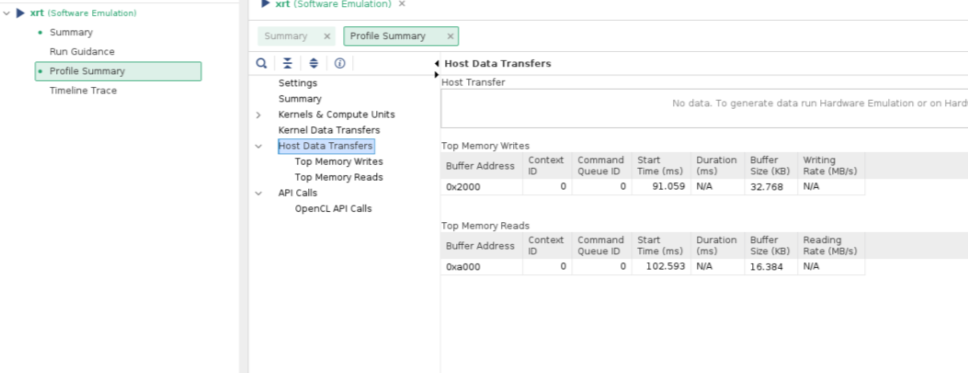 xrt (Software Emulation)
Summary
Run Guidance
Profile Summary
Timeline Trace
xrt (Software Emulation) ×
Summary ×
Profile Summary ×
Settings
Summary
Kernels & Compute Units
Kernel Data Transfers
Host Data Transfers
Top Memory Writes
Top Memory Reads
API Calls
OpenCL API Calls
Host Data Transfers
Host Transfer
No data. To generate data run Hardware Emulation or on Hard
Top Memory Writes
Buffer Address Context ID Command Queue ID Start Time (ms) Duration (ms) Buffer Size (KB) Writing Rate (MB/s)
0x2000 0 0 91.059 N/A 32.768 N/A
Top Memory Reads
Buffer Address Context ID Command Queue ID Start Time (ms) Duration (ms) Buffer Size (KB) Reading Rate (MB/s)
0xa000 0 0 102.593 N/A 16.384 N/A